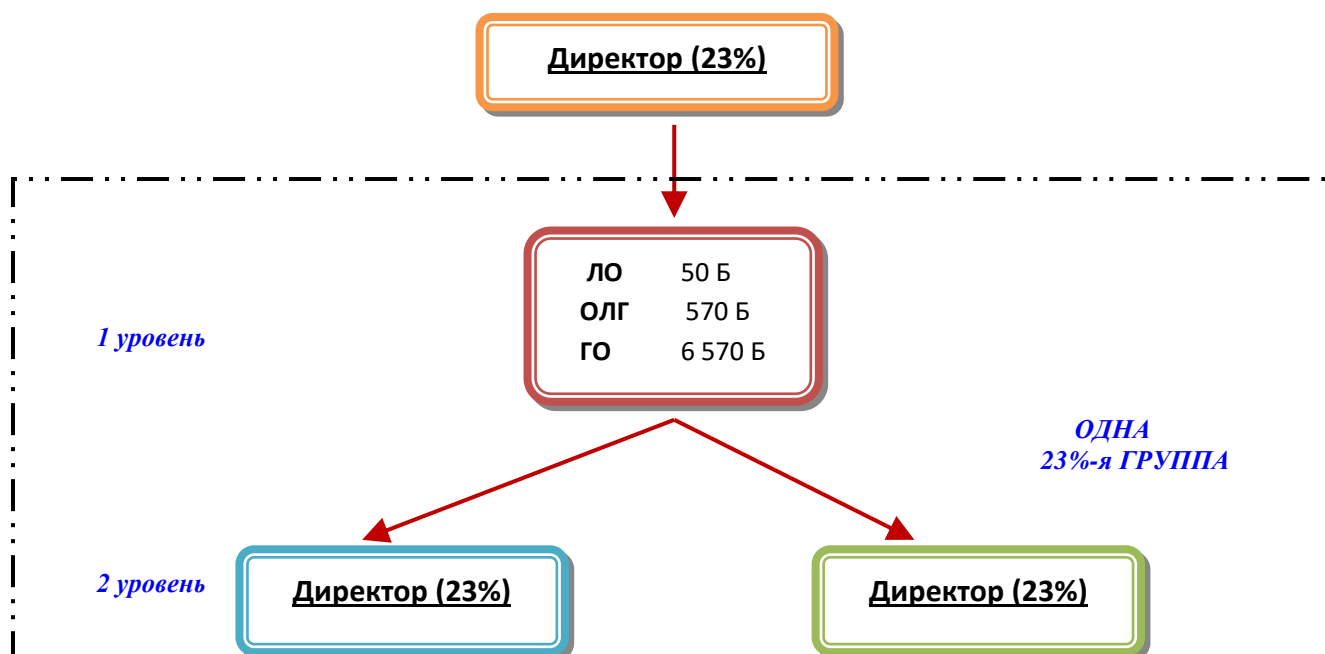 Директор (23%)
ЛО 50 Б
ОЛГ 570 Б
1 уровень
ГО 6 570 Б
ОДНА
23%-я ГРУППА
2 уровень
Директор (23%)
Директор (23%)